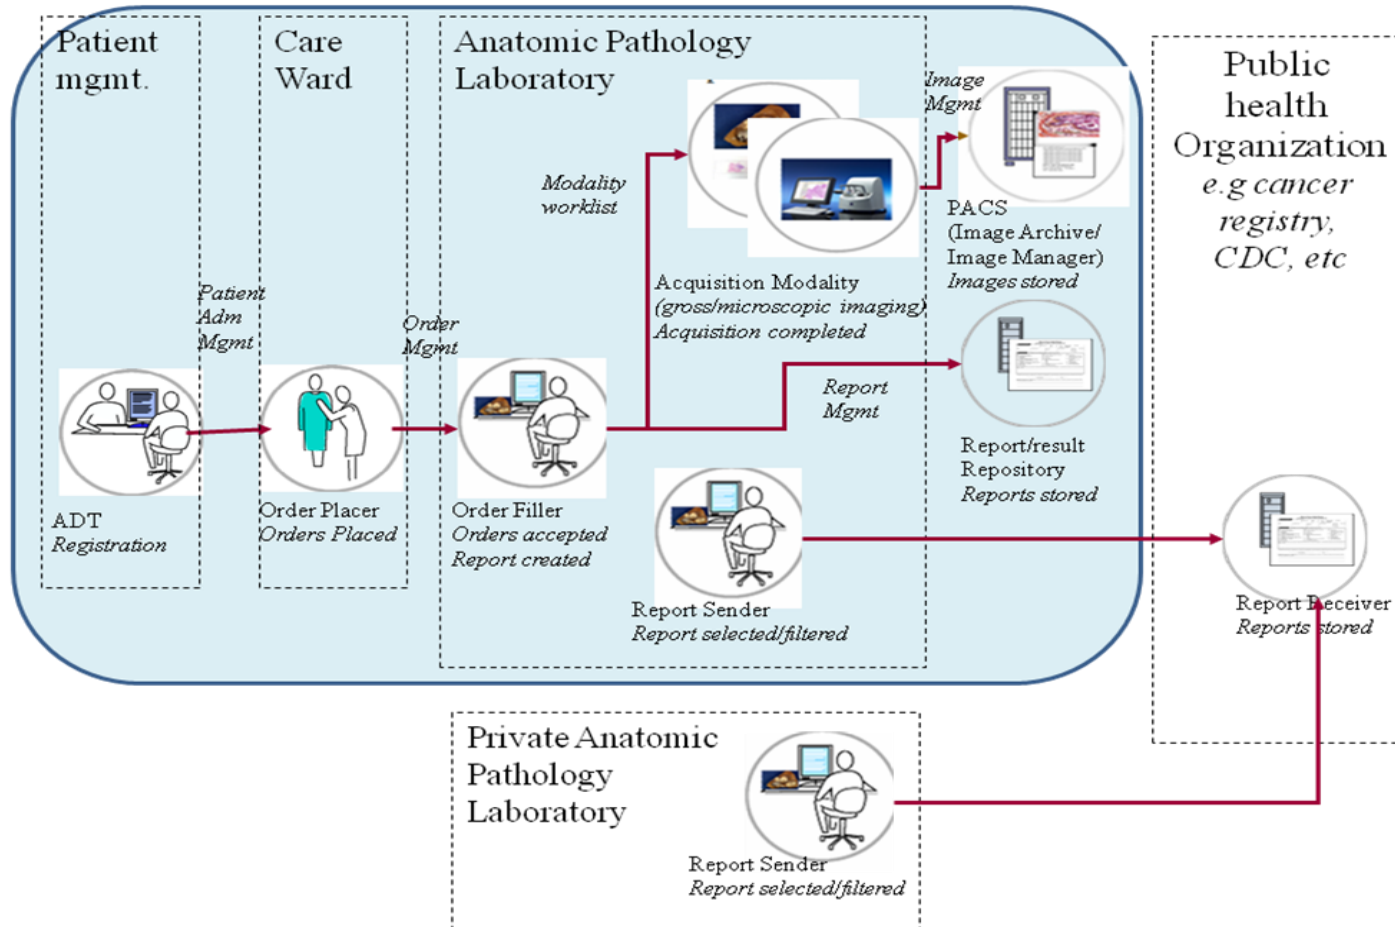 Patient
mgmt.
Care
Ward
Anatomic Pathology
Laboratory
Image
Mgmt
Public
health
Organization
e.g cancer
registry,
CDC, etc
Modality
worklist
PACS
(Image Archive/
Image Manager)
Images stored
Acquisition Modality
(gross/microscopic imaging)
Acquisition completed
Patient
Adm
Mgmt
Order
Mgmt
Report
Mgmt
Report/result
Repository
Reports stored
ADT
Registration
Order Placer
Orders Placed
Order Filler
Orders accepted
Report created
Report Sender
Report selected/filtered
Report Receiver
Reports stored
Private Anatomic
Pathology
Laboratory
Report Sender
Report selected/filtered